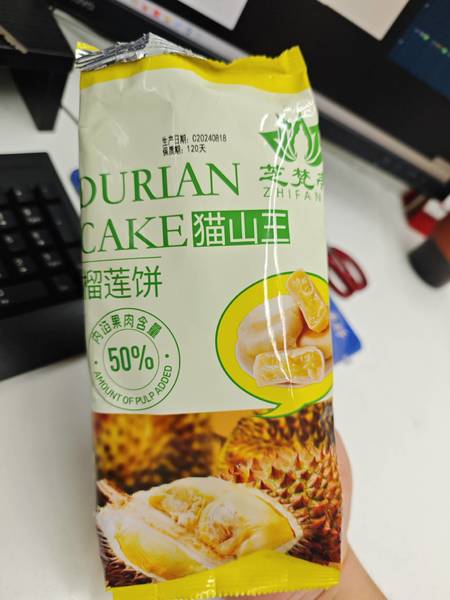 生产日期: C20240818
保质期: 120天
芝梵
ZHIFAN
DURIAN
CAKE 猫山王
榴莲饼
内馅果肉含量
50%
AMOUNT OF PULP ADDED